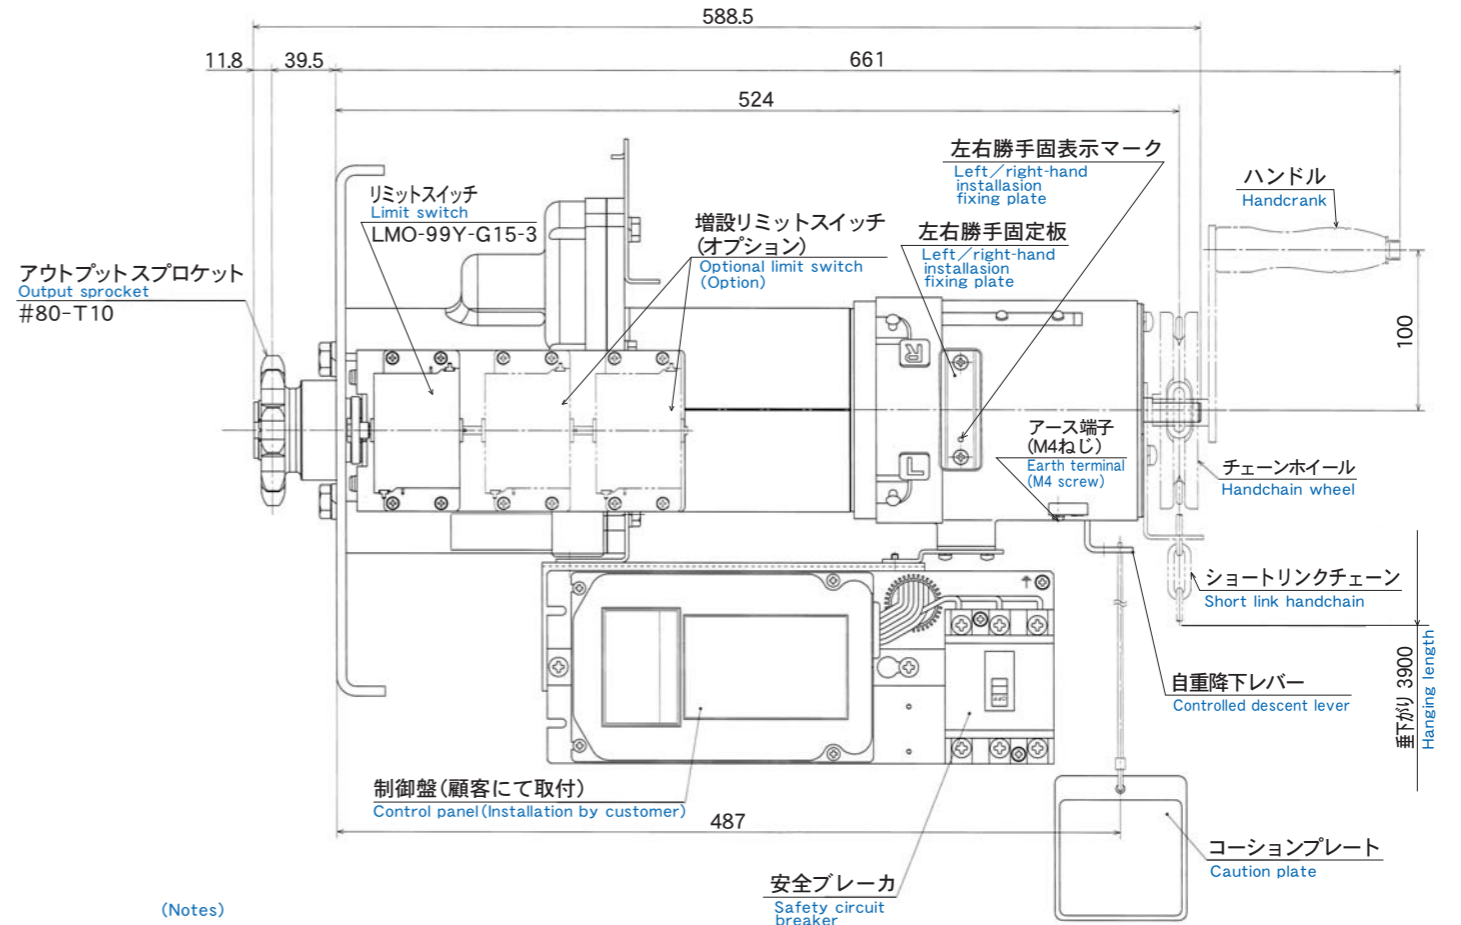 588.5
11.8
39.5
661
524
左右勝手固表示マーク
Left/right-hand
installasion
fixing plate
ハンドル
Handcrank
リミットスイッチ
Limit switch
LMO-99Y-G15-3
増設リミットスイッチ
(オプション)
Optional limit switch
(Option)
左右勝手固定板
Left/right-hand
installasion
fixing plate
アウトプットスプロケット
Output sprocket
#80-T10
100
R
L
アース端子
(M4ねじ)
Earth terminal
(M4 screw)
チェーンホイール
Handchain wheel
ショートリンクチェーン
Short link handchain
自重降下レバー
Controlled descent lever
垂下がり 3900
Hanging length
OFF
制御盤(顧客にて取付)
Control panel(Installation by customer)
487
コーションプレート
Caution plate
安全ブレーカ
Safety circuit
breaker
(Notes)